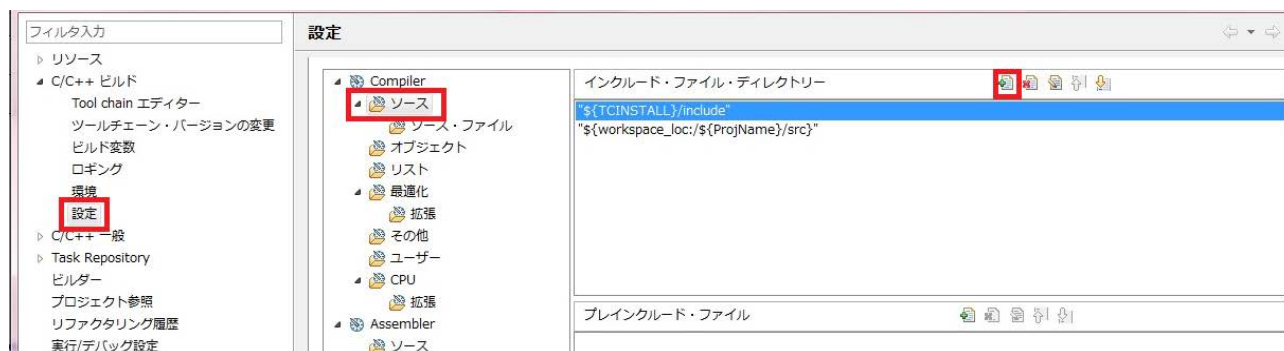 フィルタ入力
リソース
C/C++ ビルド
Tool chain エディター
ツールチェーン・バージョンの変更
ビルド変数
ロギング
環境
設定
C/C++ 一般
Task Repository
ビルダー
プロジェクト参照
リファクタリング履歴
実行/デバッグ設定
設定
Compiler
ソース
ソース・ファイル
オブジェクト
リスト
最適化
拡張
その他
ユーザー
CPU
拡張
Assembler
ソース
インクルード・ファイル・ディレクトリー
"${TCINSTALL}/include"
"${workspace_loc:/${ProjName}/src}"
プレインクルード・ファイル